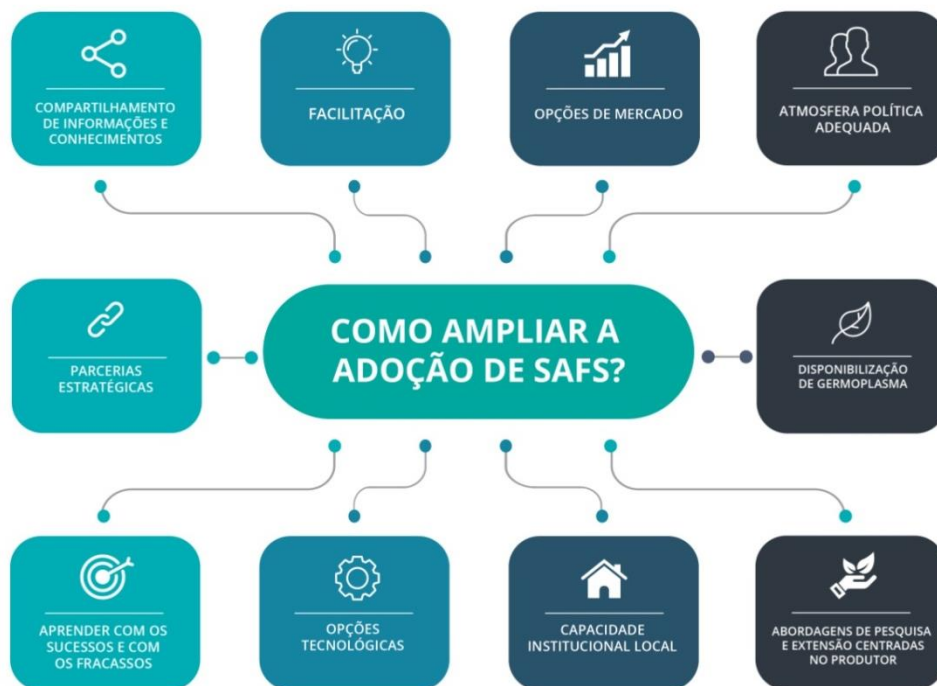 COMPARTILHAMENTO
DE INFORMAÇÕES E
CONHECIMENTOS
FACILITAÇÃO
OPÇÕES DE MERCADO
ATMOSFERA POLÍTICA
ADEQUADA
PARCERIAS
ESTRATÉGICAS
COMO AMPLIAR A
ADOÇÃO DE SAFS?
DISPONIBILIZAÇÃO
DE GERMOPLASMA
APRENDER COM OS
SUCESSOS E COM
OS FRACASSOS
OPÇÕES
TECNOLÓGICAS
CAPACIDADE
INSTITUCIONAL LOCAL
ABORDAGENS DE PESQUISA
E EXTENSÃO CENTRADAS
NO PRODUTOR